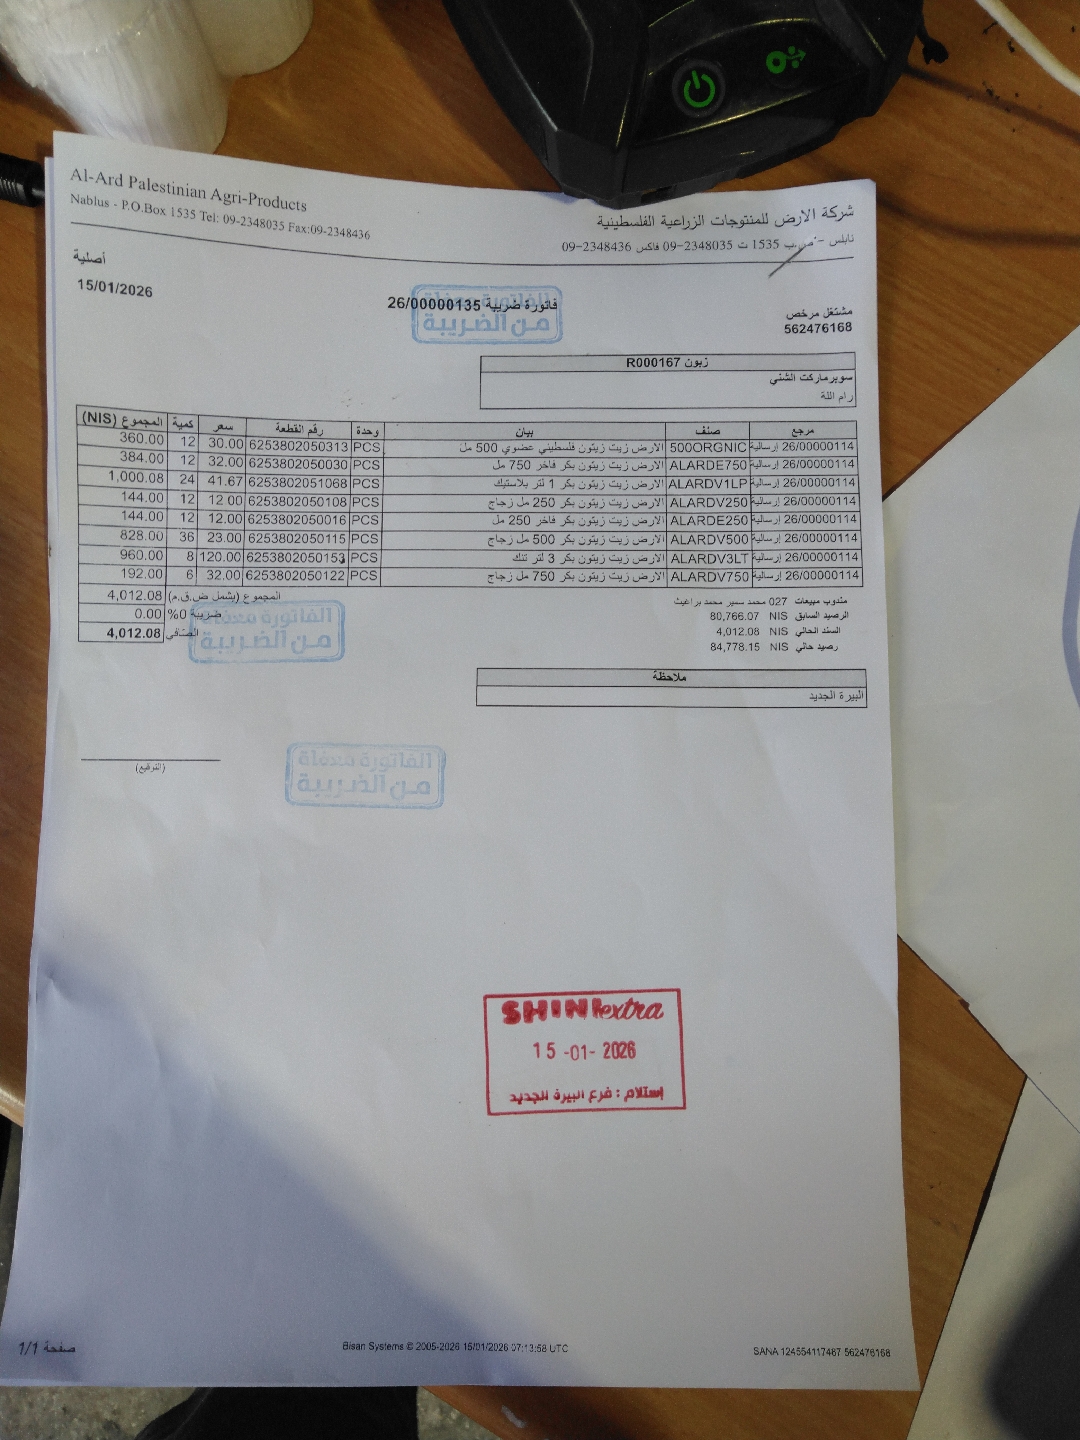 Al-Ard Palestinian Agri-Products
Nablus - P.O.Box 1535 Tel: 09-2348035 Fax:09-2348436
شركة الارض للمنتوجات الزراعية الفلسطينية
نابلس - ص.ب 1535 ت 2348035-09 فاكس 2348436-09
أصلية
15/01/2026
فاتورة ضريبية 26/00000135
الفاتورة معفاة
من الضريبة
مشتغل مرخص
562476168
زبون R000167
سوبرماركت الشني
رام الله
مرجع صنف بيان وحدة رقم القطعة سعر كمية المجموع (NIS)
إرسالية 26/00000114 500ORGNIC الارض زيت زيتون فلسطيني عضوي 500 مل PCS 6253802050313 30.00 12 360.00
إرسالية 26/00000114 ALARDE750 الارض زيت زيتون بكر فاخر 750 مل PCS 6253802050030 32.00 12 384.00
إرسالية 26/00000114 ALARDV1LP الارض زيت زيتون بكر 1 لتر بلاستيك PCS 6253802051068 41.67 24 1,000.08
إرسالية 26/00000114 ALARDV250 الارض زيت زيتون بكر 250 مل زجاج PCS 6253802050108 12.00 12 144.00
إرسالية 26/00000114 ALARDE250 الارض زيت زيتون بكر فاخر 250 مل PCS 6253802050016 12.00 12 144.00
إرسالية 26/00000114 ALARDV500 الارض زيت زيتون بكر 500 مل زجاج PCS 6253802050115 23.00 36 828.00
إرسالية 26/00000114 ALARDV3LT الارض زيت زيتون بكر 3 لتر تنك PCS 6253802050153 120.00 8 960.00
إرسالية 26/00000114 ALARDV750 الارض زيت زيتون بكر 750 مل زجاج PCS 6253802050122 32.00 6 192.00
المجموع (يشمل ض.ق.م) 4,012.08
ضريبة 0% 0.00
الصافي 4,012.08
الفاتورة معفاة
من الضريبة
مندوب مبيعات 027 محمد سمير محمد براغيث
الرصيد السابق NIS 80,766.07
السند الحالي NIS 4,012.08
رصيد حالي NIS 84,778.15
ملاحظة
البيرة الجديد
(التوقيع)
الفاتورة معفاة
من الضريبة
SHINI extra
15 -01- 2026
إستلام : فرع البيرة الجديد
صفحة 1/1
Bisan Systems © 2005-2026 15/01/2026 07:13:58 UTC
SANA 124554117487 562476168